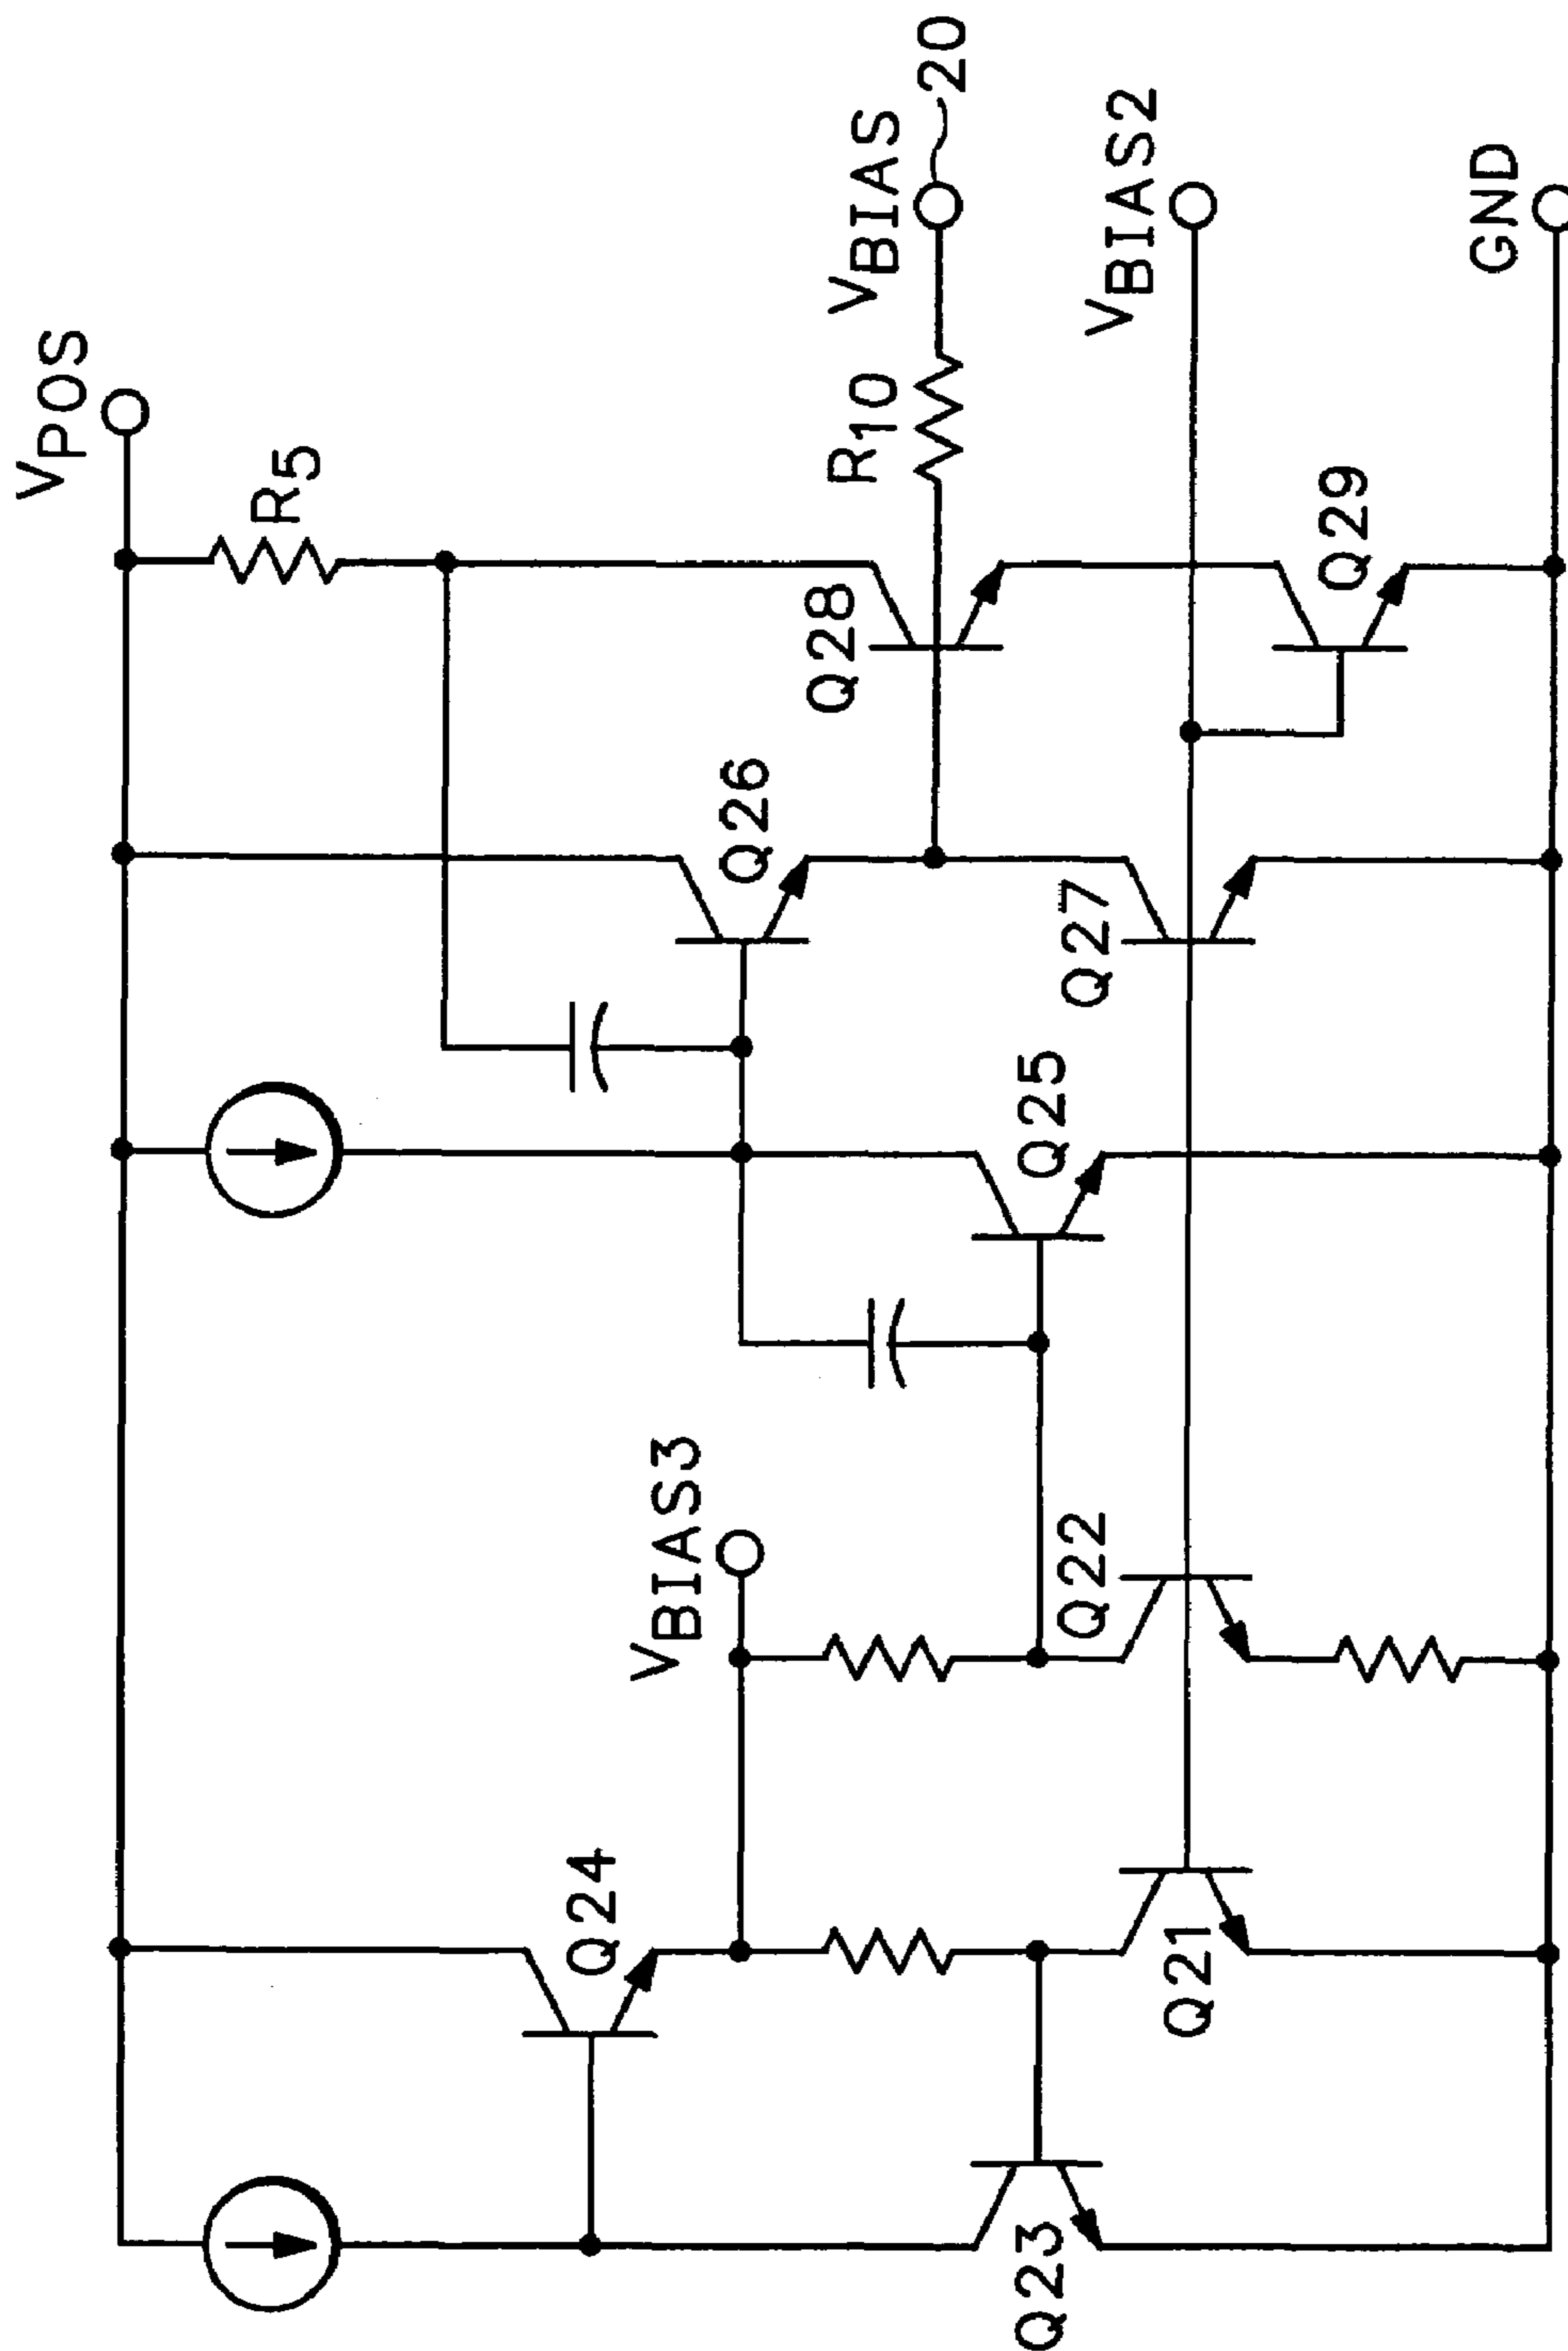 VPOS
R5
R10
VBIAS
20
VBIAS2
GND
Q28
Q29
Q26
Q27
Q25
VBIAS3
Q22
Q24
Q21
Q23